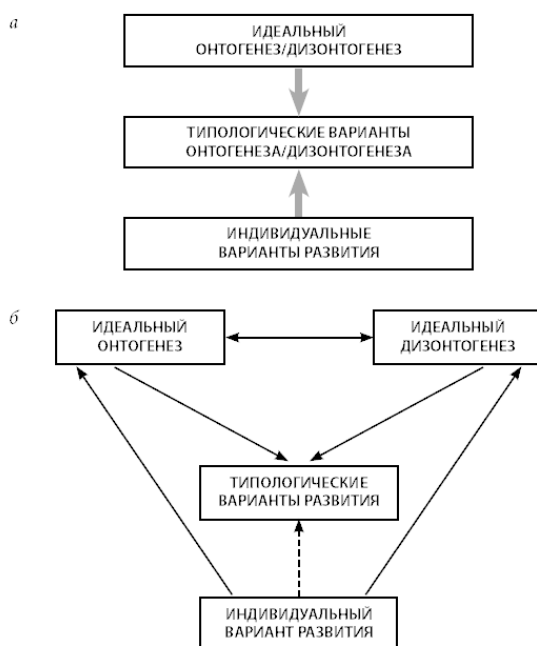 а
ИДЕАЛЬНЫЙ
ОНТОГЕНЕЗ/ДИЗОНТОГЕНЕЗ
ТИПОЛОГИЧЕСКИЕ ВАРИАНТЫ
ОНТОГЕНЕЗА/ДИЗОНТОГЕНЕЗА
ИНДИВИДУАЛЬНЫЕ
ВАРИАНТЫ РАЗВИТИЯ
б
ИДЕАЛЬНЫЙ
ОНТОГЕНЕЗ
ИДЕАЛЬНЫЙ
ДИЗОНТОГЕНЕЗ
ТИПОЛОГИЧЕСКИЕ
ВАРИАНТЫ РАЗВИТИЯ
ИНДИВИДУАЛЬНЫЙ
ВАРИАНТ РАЗВИТИЯ